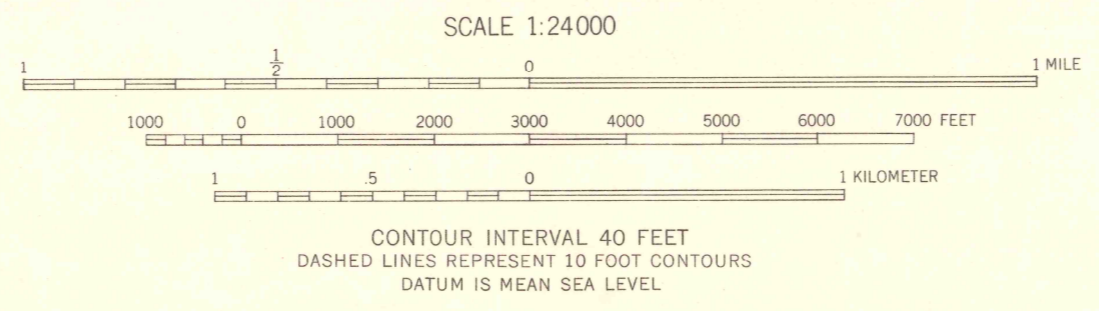 SCALE 1:24000
1 1/2 0 1 MILE
1000 0 1000 2000 3000 4000 5000 6000 7000 FEET
1 .5 0 1 KILOMETER
CONTOUR INTERVAL 40 FEET
DASHED LINES REPRESENT 10 FOOT CONTOURS
DATUM IS MEAN SEA LEVEL